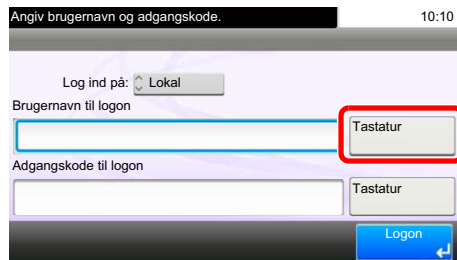 Angiv brugernavn og adgangskode. 10:10
Log ind på: Lokal
Brugernavn til logon
Tastatur
Adgangskode til logon
Tastatur
Logon